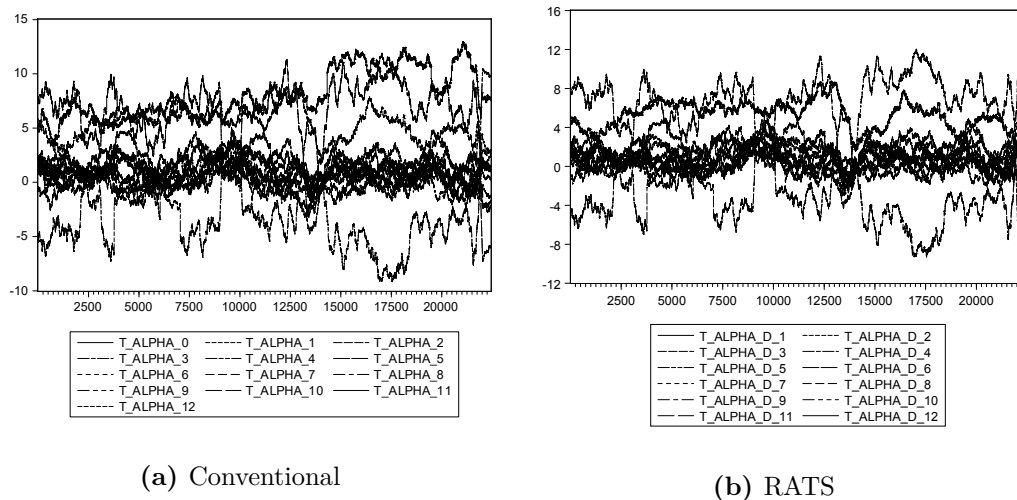 15
10
5
0
-5
-10
2500 5000 7500 10000 12500 15000 17500 20000
T_ALPHA_0 T_ALPHA_1 T_ALPHA_2
T_ALPHA_3 T_ALPHA_4 T_ALPHA_5
T_ALPHA_6 T_ALPHA_7 T_ALPHA_8
T_ALPHA_9 T_ALPHA_10 T_ALPHA_11
T_ALPHA_12
(a) Conventional
16
12
8
4
0
-4
-8
-12
2500 5000 7500 10000 12500 15000 17500 20000
T_ALPHA_D_1 T_ALPHA_D_2
T_ALPHA_D_3 T_ALPHA_D_4
T_ALPHA_D_5 T_ALPHA_D_6
T_ALPHA_D_7 T_ALPHA_D_8
T_ALPHA_D_9 T_ALPHA_D_10
T_ALPHA_D_11 T_ALPHA_D_12
(b) RATS